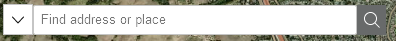 Find address or place